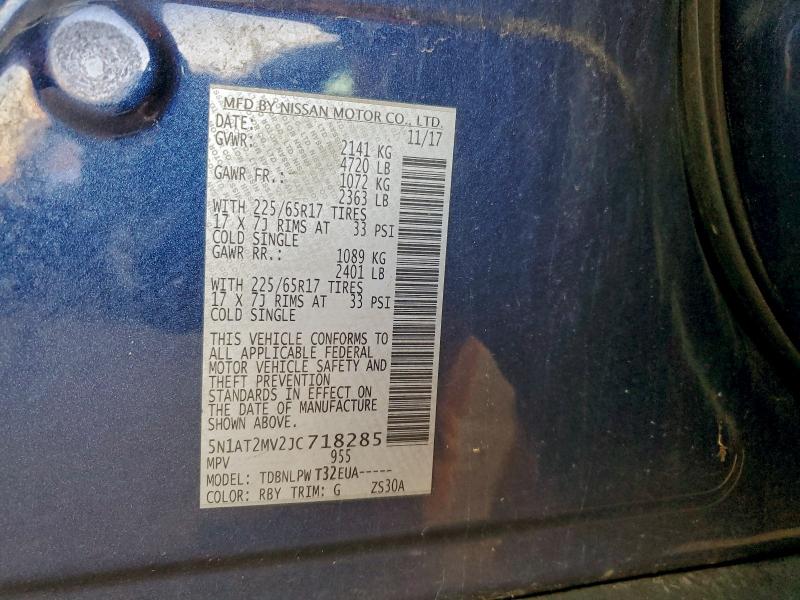 MFD BY NISSAN MOTOR CO., LTD.
DATE: 11/17
GVWR: 2141 KG
4720 LB
GAWR FR.: 1072 KG
2363 LB
WITH 225/65R17 TIRES
17 X 7J RIMS AT 33 PSI
COLD SINGLE
GAWR RR.: 1089 KG
2401 LB
WITH 225/65R17 TIRES
17 X 7J RIMS AT 33 PSI
COLD SINGLE
THIS VEHICLE CONFORMS TO
ALL APPLICABLE FEDERAL
MOTOR VEHICLE SAFETY AND
THEFT PREVENTION
STANDARDS IN EFFECT ON
THE DATE OF MANUFACTURE
SHOWN ABOVE.
5N1AT2MV2JC718285
MPV 955
MODEL: TDBNLPW T32EUA-----
COLOR: RBY TRIM: G ZS30A